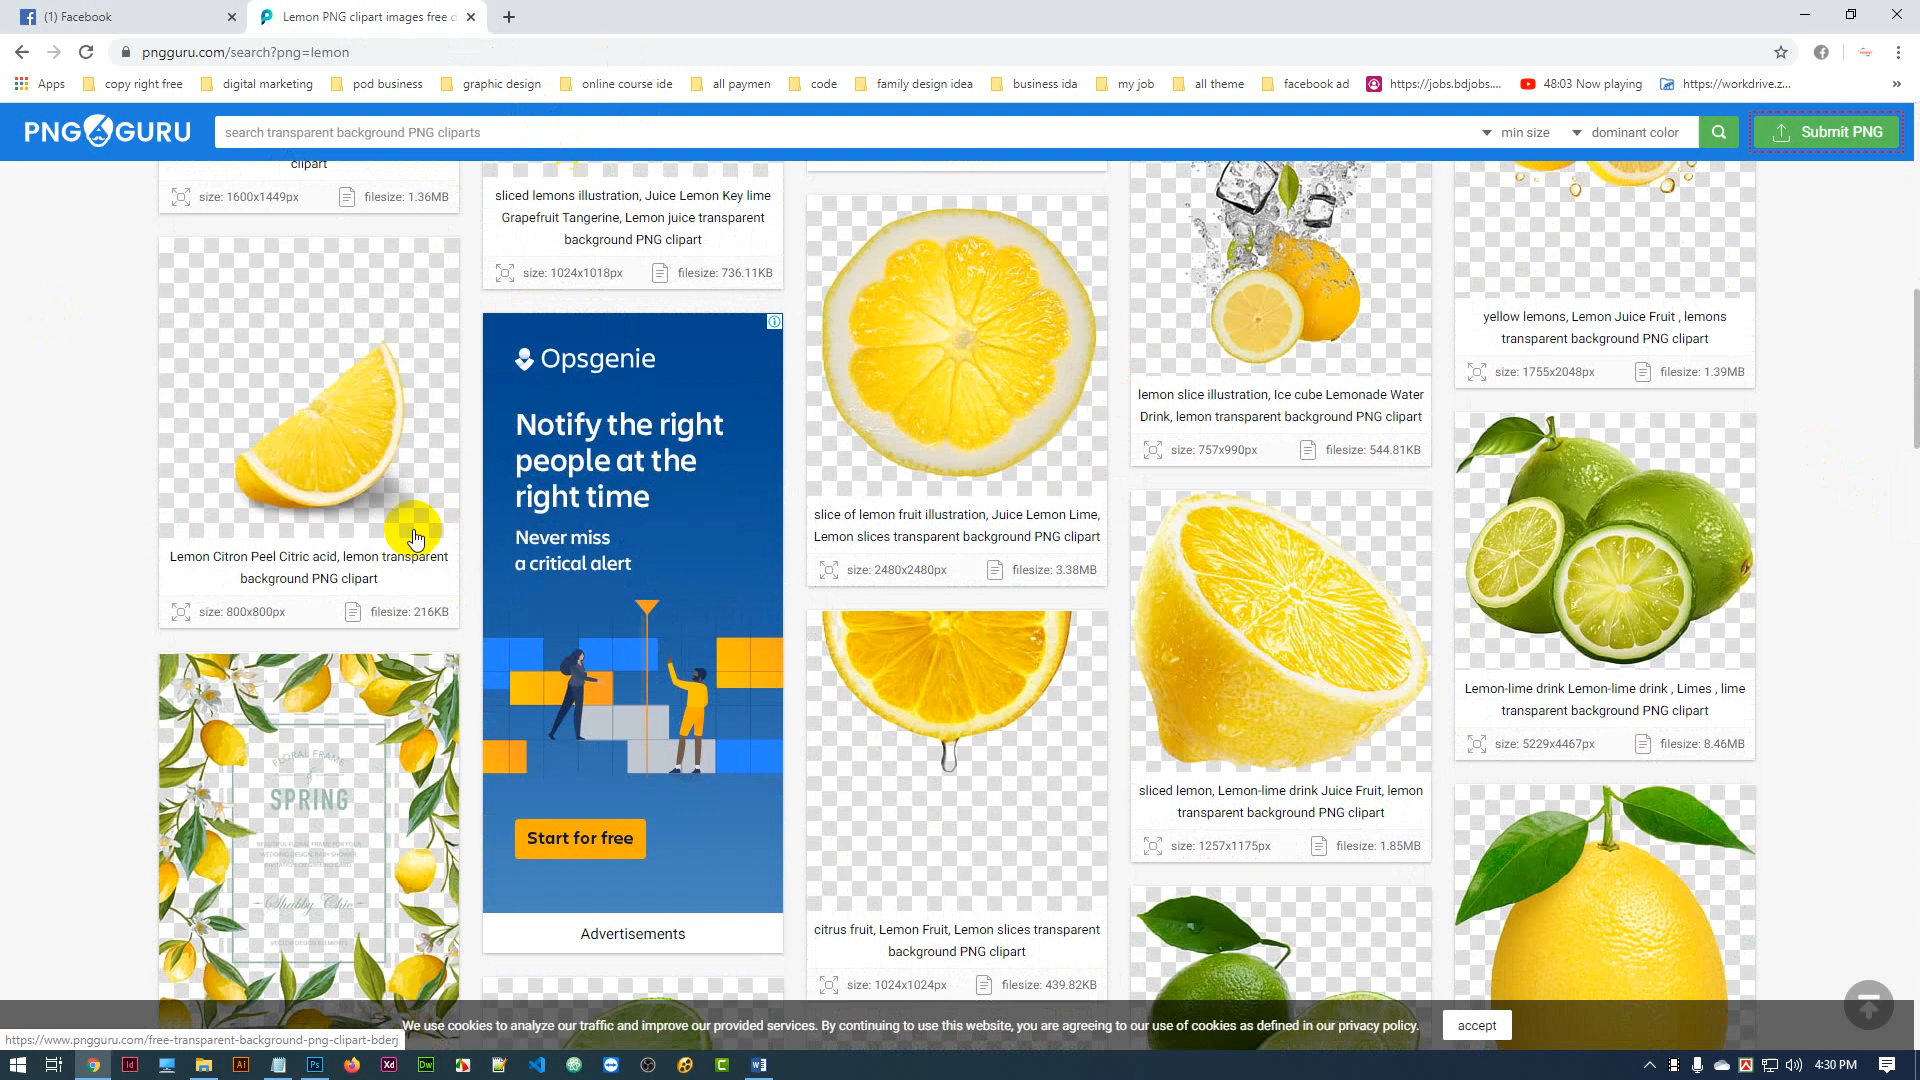 (1) Facebook
Lemon PNG clipart images free
pngguru.com/search?png=lemon
Apps
copy right free
digital marketing
pod business
graphic design
online course ide
all paymen
code
family design idea
business ida
my job
all theme
facebook ad
https://jobs.bdjobs....
48:03 Now playing
https://workdrive.z...
»
PNG GURU
search transparent background PNG cliparts
min size
dominant color
Submit PNG
clipart
size: 1600x1449px
filesize: 1.36MB
Lemon Citron Peel Citric acid, lemon transparent
background PNG clipart
size: 800x800px
filesize: 216KB
FLORAL FRAME
SPRING
Shabby Chic
sliced lemons illustration, Juice Lemon Key lime
Grapefruit Tangerine, Lemon juice transparent
background PNG clipart
size: 1024x1018px
filesize: 736.11KB
Opsgenie
Notify the right
people at the
right time
Never miss
a critical alert
Start for free
Advertisements
slice of lemon fruit illustration, Juice Lemon Lime,
Lemon slices transparent background PNG clipart
size: 2480x2480px
filesize: 3.38MB
citrus fruit, Lemon Fruit, Lemon slices transparent
background PNG clipart
size: 1024x1024px
filesize: 439.82KB
lemon slice illustration, Ice cube Lemonade Water
Drink, lemon transparent background PNG clipart
size: 757x990px
filesize: 544.81KB
sliced lemon, Lemon-lime drink Juice Fruit, lemon
transparent background PNG clipart
size: 1257x1175px
filesize: 1.85MB
yellow lemons, Lemon Juice Fruit , lemons
transparent background PNG clipart
size: 1755x2048px
filesize: 1.39MB
Lemon-lime drink Lemon-lime drink , Limes , lime
transparent background PNG clipart
size: 5229x4467px
filesize: 8.46MB
We use cookies to analyze our traffic and improve our provided services. By continuing to use this website, you are agreeing to our use of cookies as defined in our privacy policy.
accept
https://www.pngguru.com/free-transparent-background-png-clipart-bderj
Id
Ai
Ps
Xd
Dw
4:30 PM